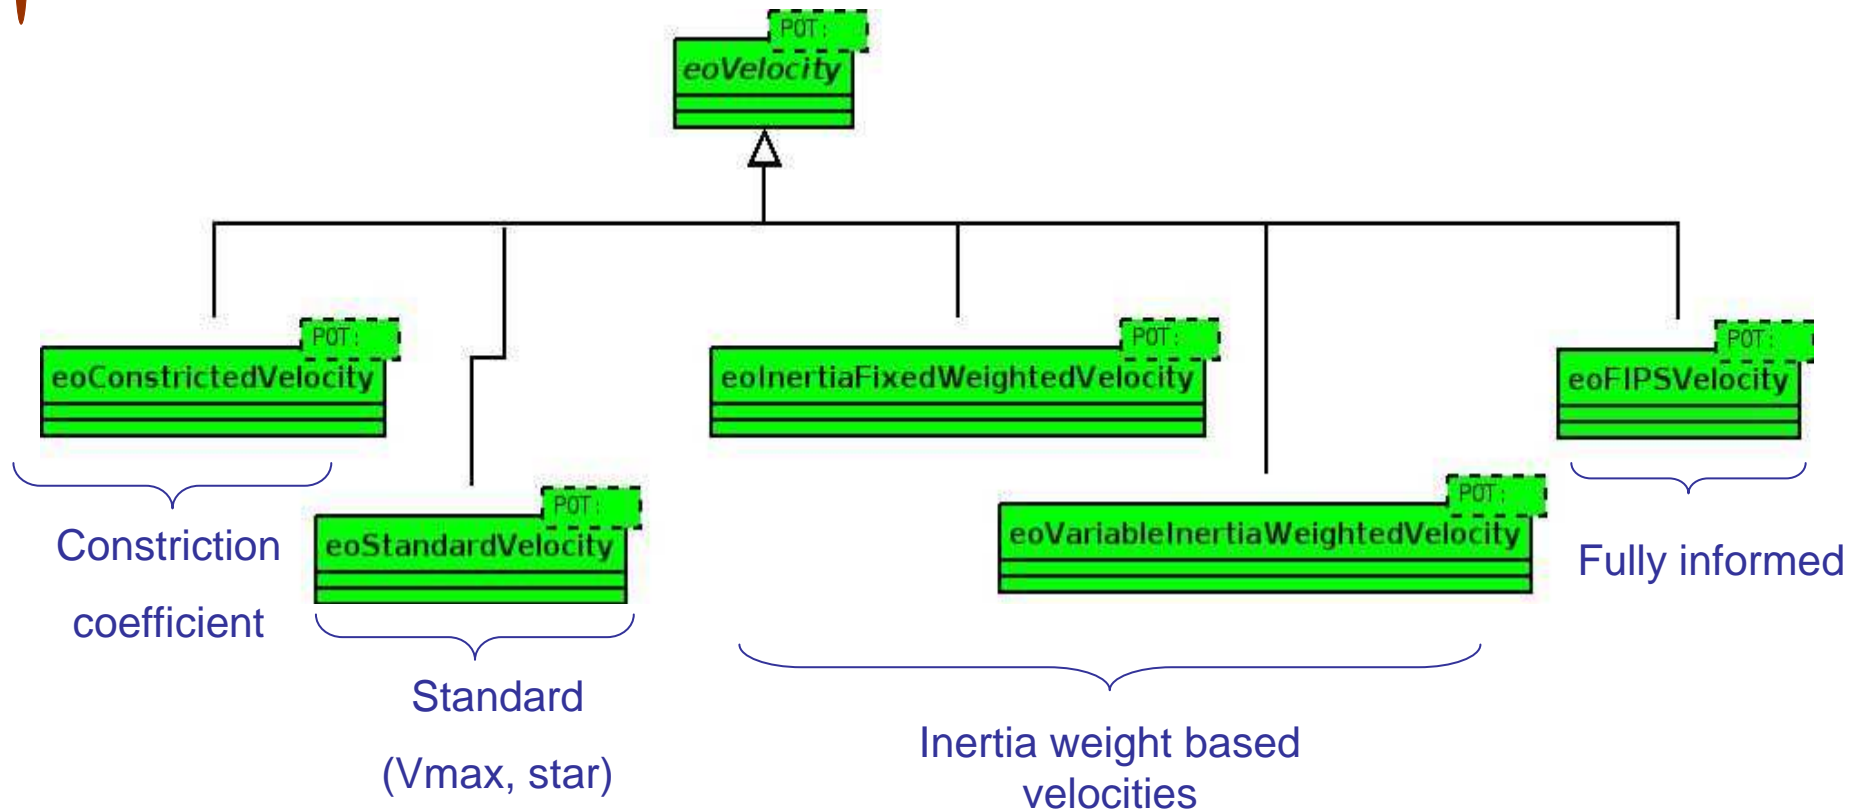 POT:
eoVelocity
POT:
eoConstrictedVelocity
POT:
eoInertiaFixedWeightedVelocity
POT:
eoFIPSVelocity
POT:
eoStandardVelocity
POT:
eoVariableInertiaWeightedVelocity
Constriction
coefficient
Standard
(Vmax, star)
Inertia weight based
velocities
Fully informed